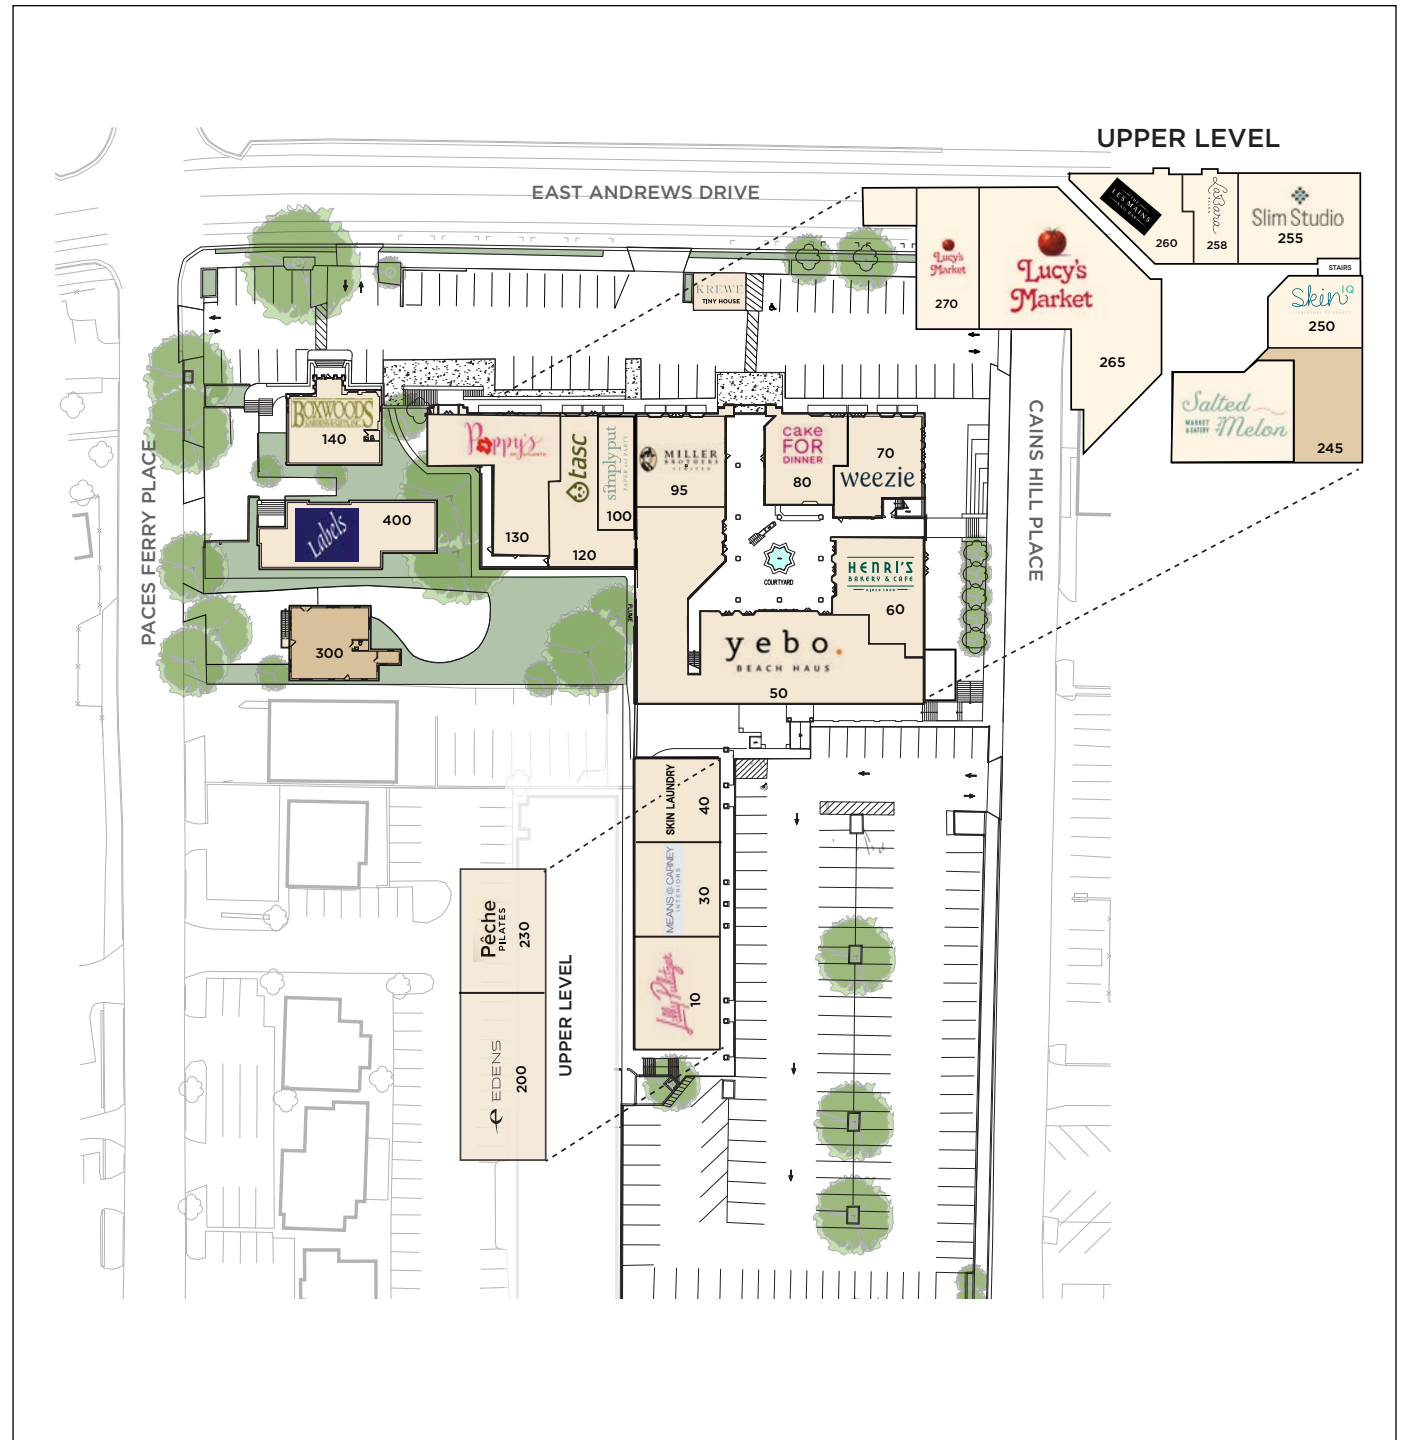 UPPER LEVEL
EAST ANDREWS DRIVE
LES MAINS
260
LaBara
258
Slim Studio
255
STAIRS
Lucy's
Market
270
Lucy's
Market
265
Skin IQ
250
Salted
MARKET
& EATERY
Melon
245
KREWE
TINY HOUSE
PACES FERRY PLACE
CAINS HILL PLACE
BOXWOODS
140
Labels
400
300
Poppy's
130
tasc
120
simply put
100
MILLER
BROTHERS
95
cake
FOR
DINNER
80
70
weezie
COURTYARD
HENRI'S
BAKERY & CAFE
SINCE 1929
60
yebo.
BEACH HAUS
50
SKIN LAUNDRY
40
MEANS CARNEY
INTERIORS
30
Lilly Pulitzer
10
Pêche
PILATES
230
e EDENS
200
UPPER LEVEL